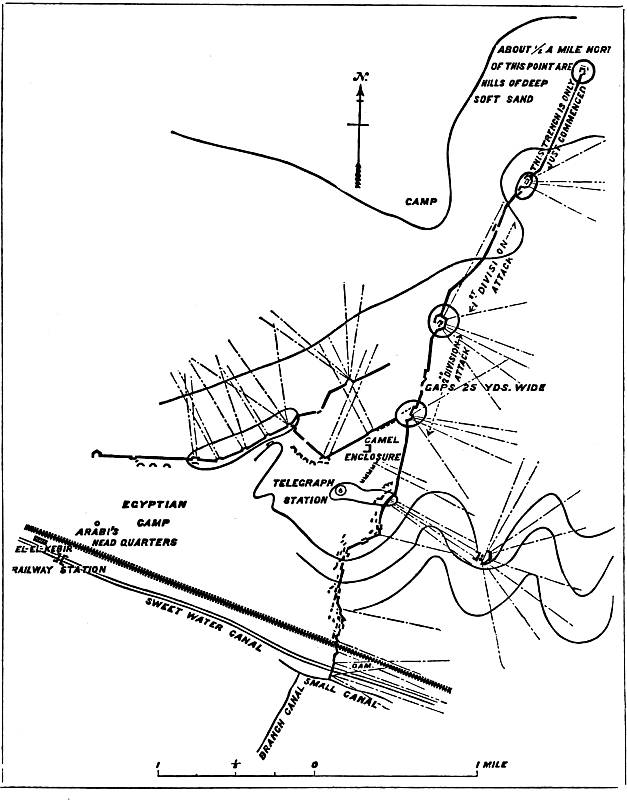 ABOUT ½ A MILE NORT
OF THIS POINT ARE
HILLS OF DEEP
SOFT SAND
N.
THIS TRENCH IS ONLY
JUST COMMENCED
CAMP
1ST DIVISION
ATTACK
2D DIVISION
ATTACK
GAPS 25 YDS. WIDE
CAMEL
ENCLOSURE
TELEGRAPH
STATION
EGYPTIAN
CAMP
ARABI'S
HEAD QUARTERS
EL-EL-KEBIR
RAILWAY STATION
SWEET WATER CANAL
DAM
SMALL CANAL
BRANCH CANAL
1 ½ 0 1 MILE